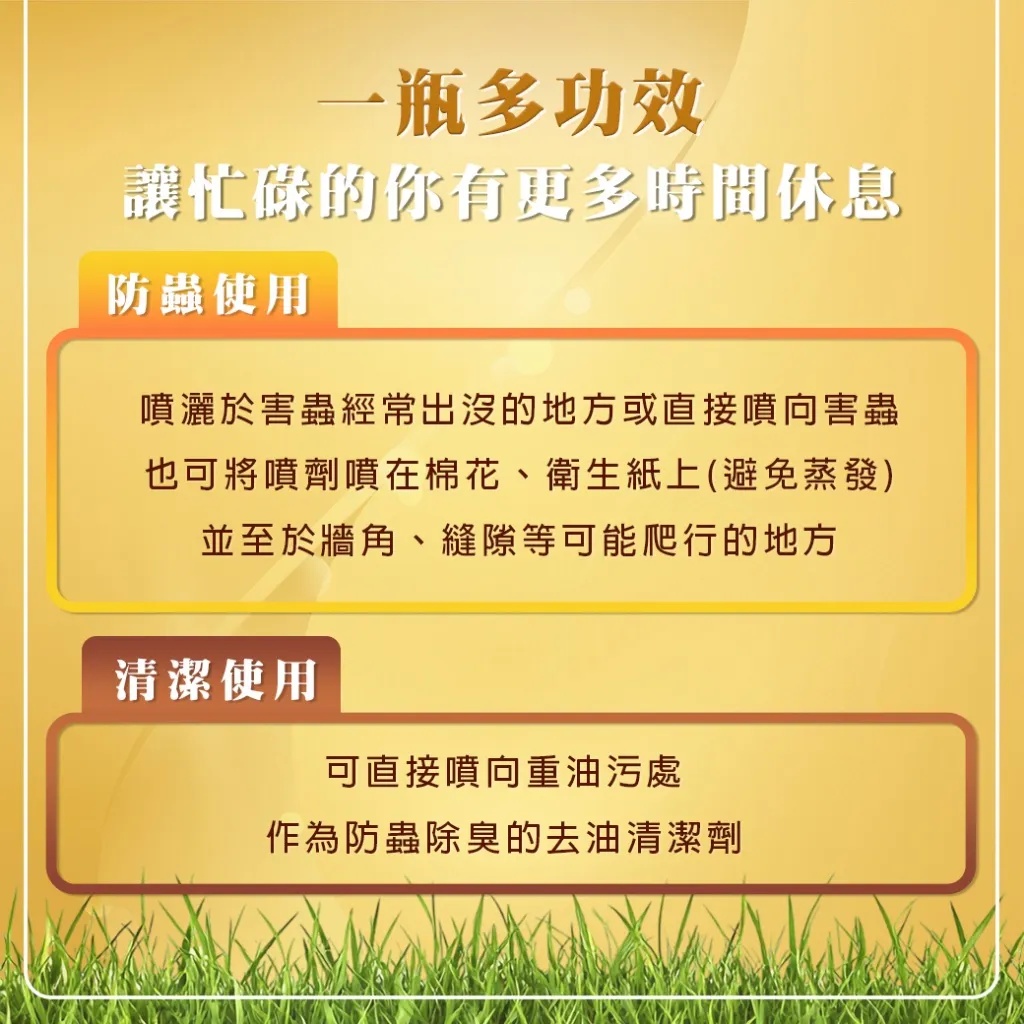 一瓶多功效
讓忙碌的你有更多時間休息
防蟲使用
噴灑於害蟲經常出沒的地方或直接噴向害蟲
也可將噴劑噴在棉花、衛生紙上(避免蒸發)
並至於牆角、縫隙等可能爬行的地方
清潔使用
可直接噴向重油污處
作為防蟲除臭的去油清潔劑